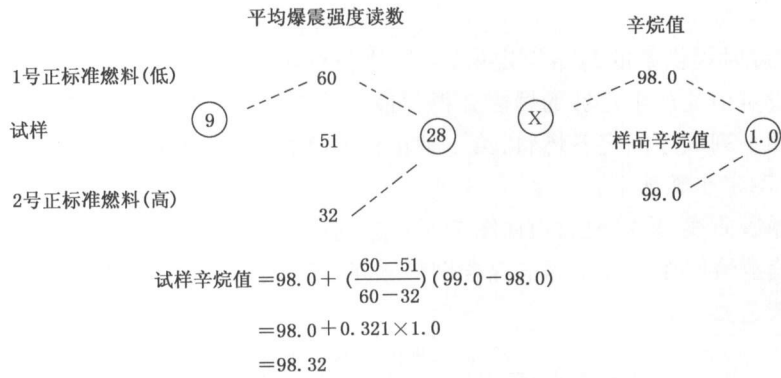 平均爆震强度读数 辛烷值
1号正标准燃料(低) 60 98.0
试样 9 51 28 X 样品辛烷值 1.0
2号正标准燃料(高) 32 99.0
试样辛烷值=98.0+(\frac{60-51}{60-32})(99.0-98.0)
=98.0+0.321×1.0
=98.32